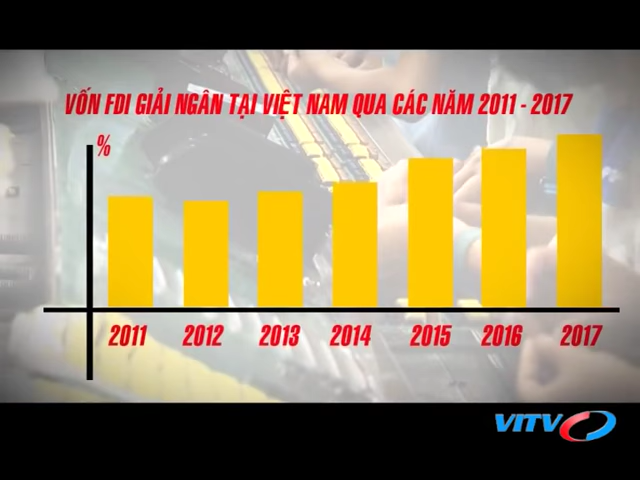 VỐN FDI GIẢI NGÂN TẠI VIỆT NAM QUA CÁC NĂM 2011 - 2017
%
2011 2012 2013 2014 2015 2016 2017
VITV